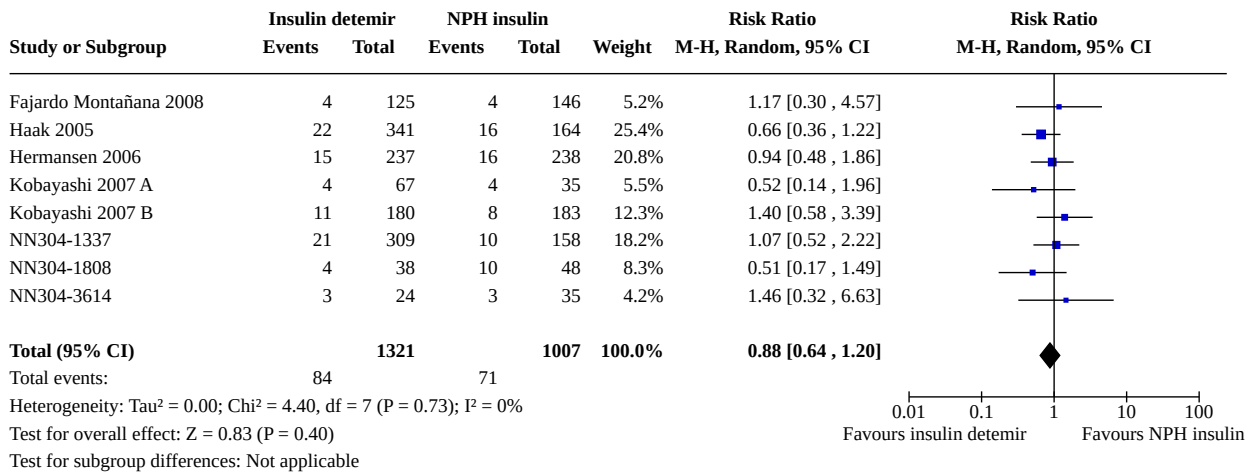 Insulin detemir NPH insulin Risk Ratio Risk Ratio
Study or Subgroup Events Total Events Total Weight M-H, Random, 95% CI M-H, Random, 95% CI
Fajardo Montañana 2008 4 125 4 146 5.2% 1.17 [0.30 , 4.57]
Haak 2005 22 341 16 164 25.4% 0.66 [0.36 , 1.22]
Hermansen 2006 15 237 16 238 20.8% 0.94 [0.48 , 1.86]
Kobayashi 2007 A 4 67 4 35 5.5% 0.52 [0.14 , 1.96]
Kobayashi 2007 B 11 180 8 183 12.3% 1.40 [0.58 , 3.39]
NN304-1337 21 309 10 158 18.2% 1.07 [0.52 , 2.22]
NN304-1808 4 38 10 48 8.3% 0.51 [0.17 , 1.49]
NN304-3614 3 24 3 35 4.2% 1.46 [0.32 , 6.63]
Total (95% CI) 1321 1007 100.0% 0.88 [0.64 , 1.20]
Total events: 84 71
Heterogeneity: Tau² = 0.00; Chi² = 4.40, df = 7 (P = 0.73); I² = 0%
0.01 0.1 1 10 100
Test for overall effect: Z = 0.83 (P = 0.40) Favours insulin detemir Favours NPH insulin
Test for subgroup differences: Not applicable